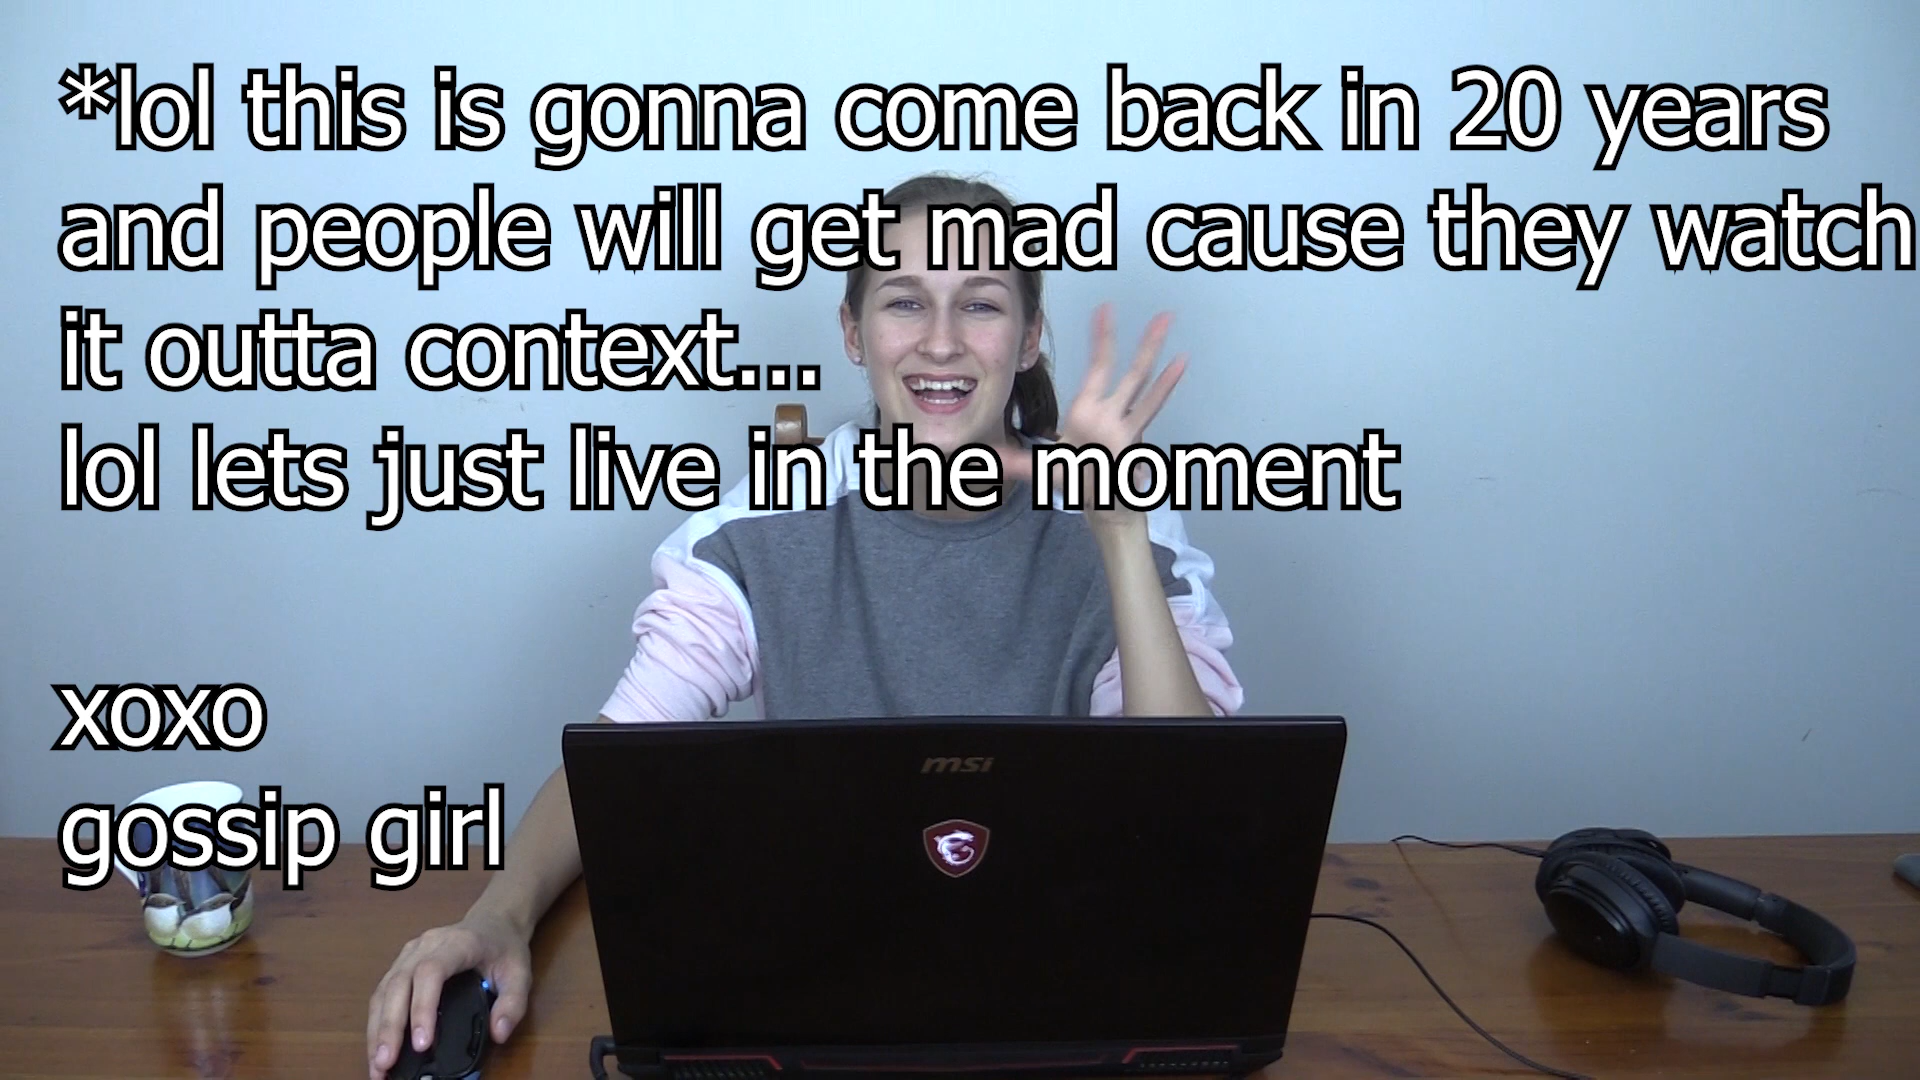 *lol this is gonna come back in 20 years
and people will get mad cause they watch
it outta context...
lol lets just live in the moment
xoxo
gossip girl
msi